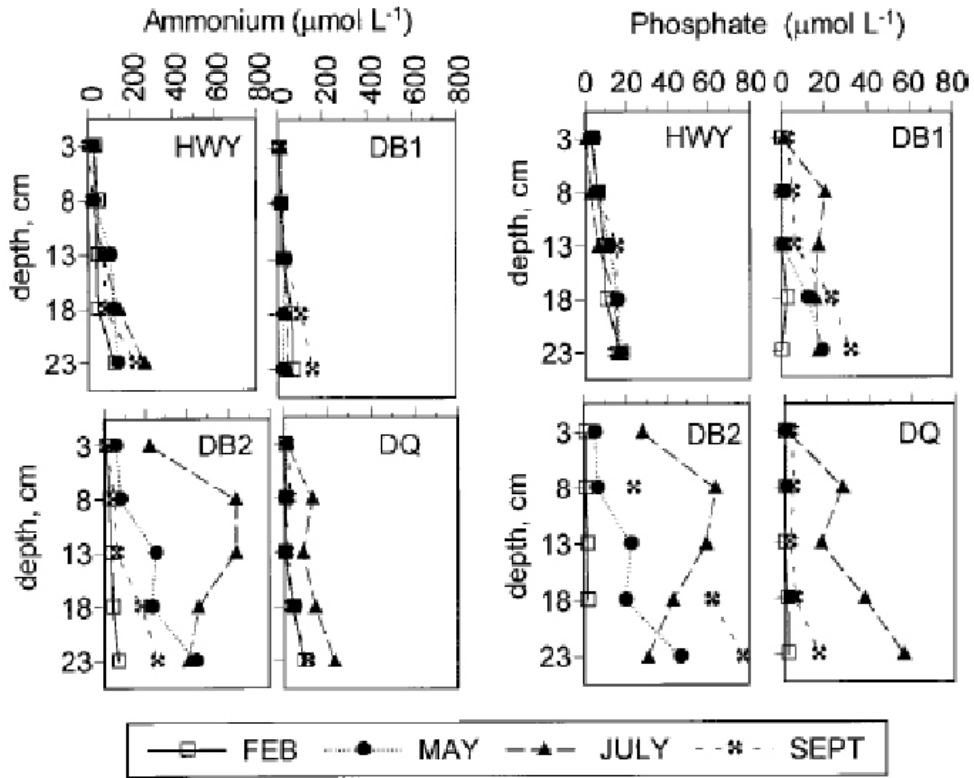 Ammonium (µmol L-1)
Phosphate (µmol L-1)
0 200 400 600 800
0 200 400 600 800
0 20 40 60 80
0 20 40 60 80
HWY
DB1
HWY
DB1
depth, cm
3
8
13
18
23
depth, cm
3
8
13
18
23
DB2
DQ
DB2
DQ
depth, cm
3
8
13
18
23
depth, cm
3
8
13
18
23
FEB MAY JULY SEPT